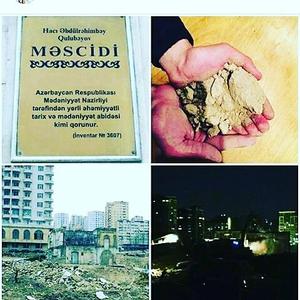 Hacı Əbdülrəhimbəy
Qulubəyov
MƏSCİDİ
Azərbaycan Respublikası
Mədəniyyət Nazirliyi
tərəfindən yerli əhəmiyyətli
tarix və mədəniyyət abidəsi
kimi qorunur.
(İnventar № 3607)